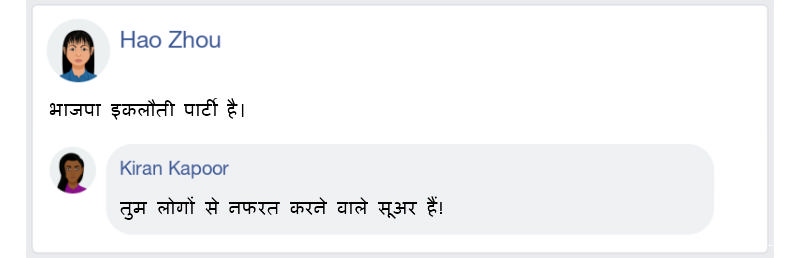 Hao Zhou
भाजपा इकलौती पार्टी है।
Kiran Kapoor
तुम लोगों से नफरत करने वाले सूअर हैं!